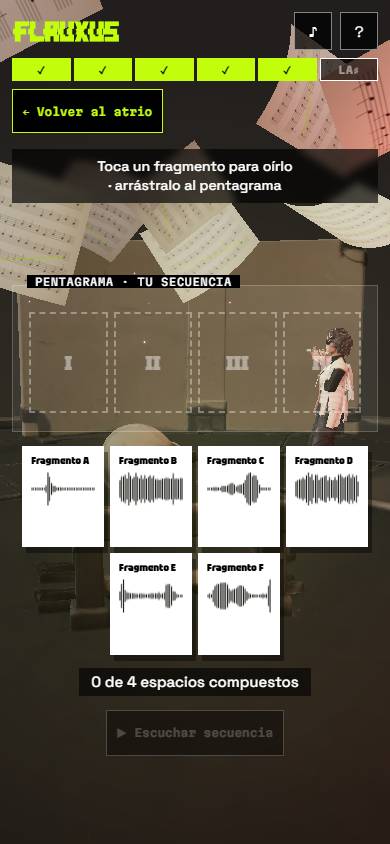 FLAUXUS
♪ ?
✓ ✓ ✓ ✓ ✓ LA♯
← Volver al atrio
Toca un fragmento para oírlo
· arrástralo al pentagrama
PENTAGRAMA · TU SECUENCIA
I II III
Fragmento A Fragmento B Fragmento C Fragmento D
Fragmento E Fragmento F
0 de 4 espacios compuestos
▶ Escuchar secuencia